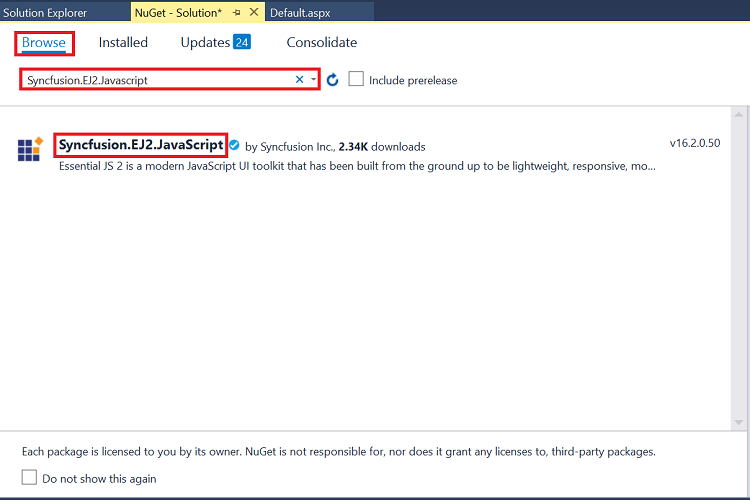 Solution Explorer NuGet - Solution* Default.aspx
Browse Installed Updates 24 Consolidate
Syncfusion.EJ2.Javascript Include prerelease
Syncfusion.EJ2.JavaScript by Syncfusion Inc., 2.34K downloads v16.2.0.50
Essential JS 2 is a modern JavaScript UI toolkit that has been built from the ground up to be lightweight, responsive, mo...
Each package is licensed to you by its owner. NuGet is not responsible for, nor does it grant any licenses to, third-party packages.
Do not show this again